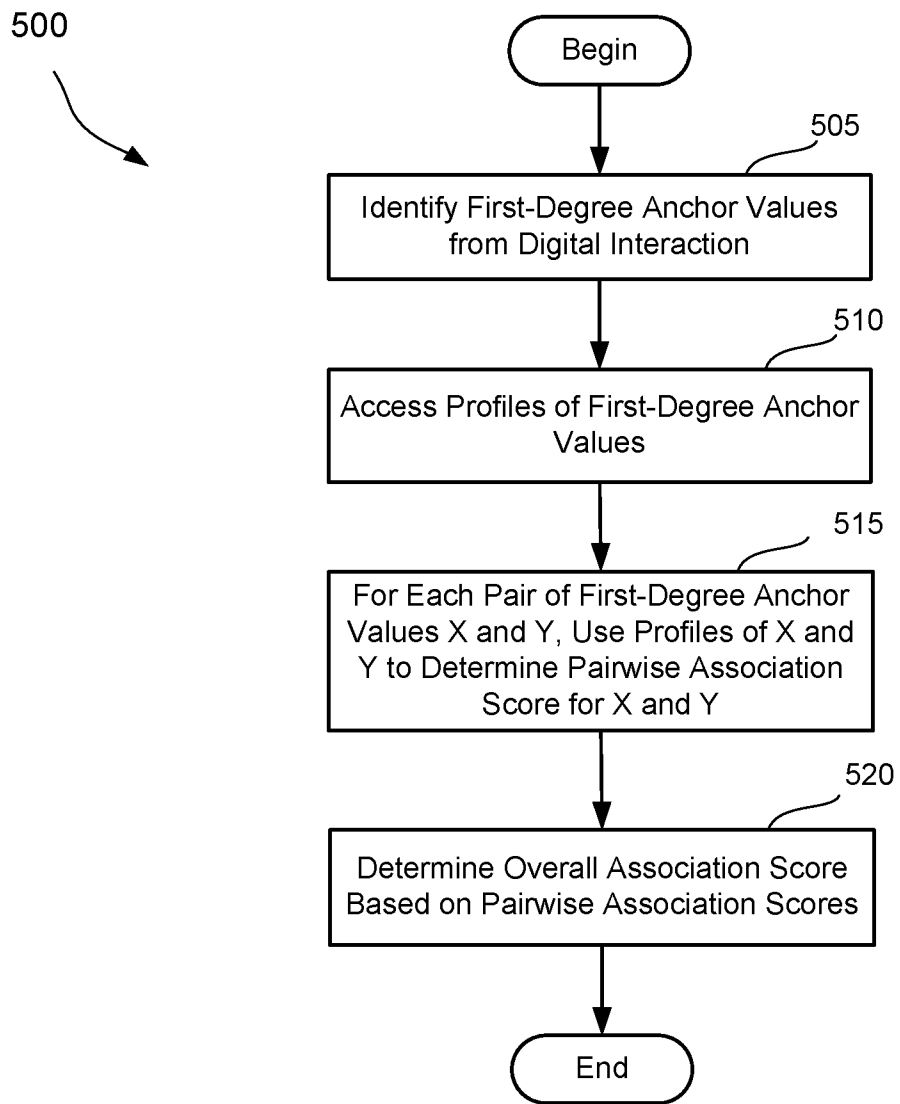 500
Begin
505
Identify First-Degree Anchor Values
from Digital Interaction
510
Access Profiles of First-Degree Anchor
Values
515
For Each Pair of First-Degree Anchor
Values X and Y, Use Profiles of X and
Y to Determine Pairwise Association
Score for X and Y
520
Determine Overall Association Score
Based on Pairwise Association Scores
End